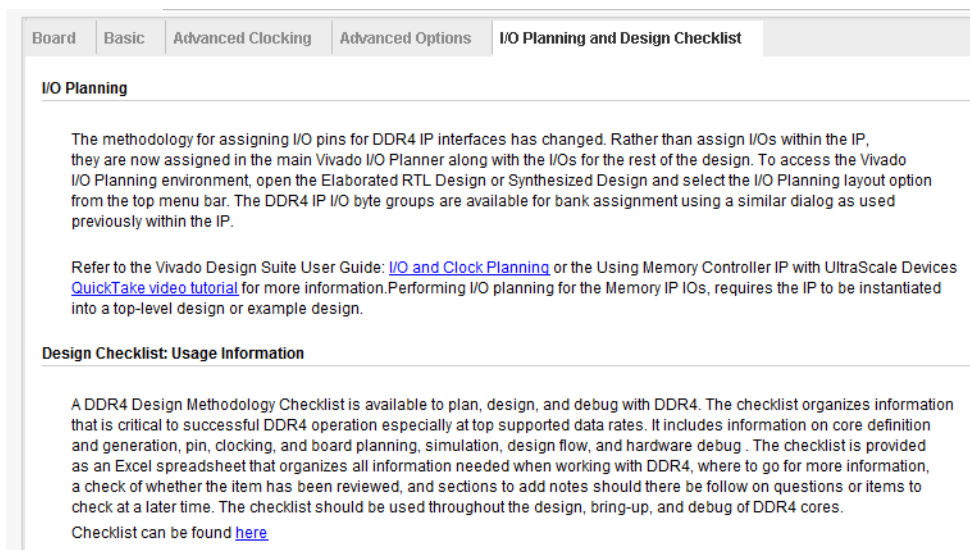 Board Basic Advanced Clocking Advanced Options I/O Planning and Design Checklist
I/O Planning
The methodology for assigning I/O pins for DDR4 IP interfaces has changed. Rather than assign I/Os within the IP,
they are now assigned in the main Vivado I/O Planner along with the I/Os for the rest of the design. To access the Vivado
I/O Planning environment, open the Elaborated RTL Design or Synthesized Design and select the I/O Planning layout option
from the top menu bar. The DDR4 IP I/O byte groups are available for bank assignment using a similar dialog as used
previously within the IP.
Refer to the Vivado Design Suite User Guide: I/O and Clock Planning or the Using Memory Controller IP with UltraScale Devices
QuickTake video tutorial for more information.Performing I/O planning for the Memory IP IOs, requires the IP to be instantiated
into a top-level design or example design.
Design Checklist: Usage Information
A DDR4 Design Methodology Checklist is available to plan, design, and debug with DDR4. The checklist organizes information
that is critical to successful DDR4 operation especially at top supported data rates. It includes information on core definition
and generation, pin, clocking, and board planning, simulation, design flow, and hardware debug . The checklist is provided
as an Excel spreadsheet that organizes all information needed when working with DDR4, where to go for more information,
a check of whether the item has been reviewed, and sections to add notes should there be follow on questions or items to
check at a later time. The checklist should be used throughout the design, bring-up, and debug of DDR4 cores.
Checklist can be found here